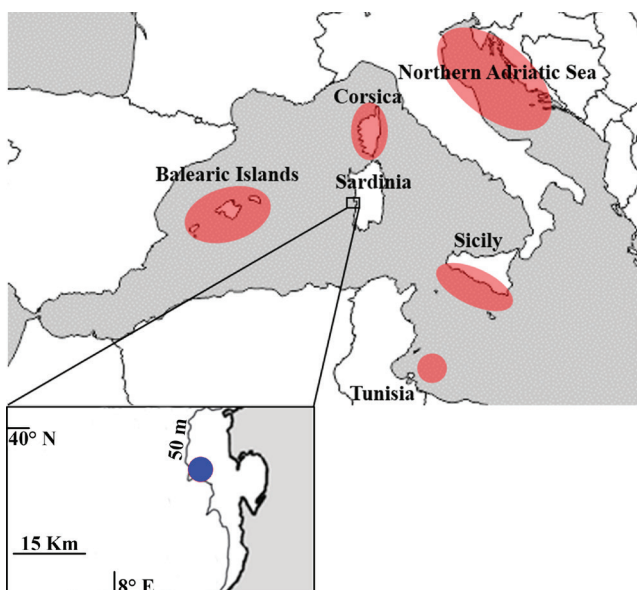 Northern Adriatic Sea
Corsica
Balearic Islands
Sardinia
Sicily
Tunisia
40° N
50 m
15 Km
8° E